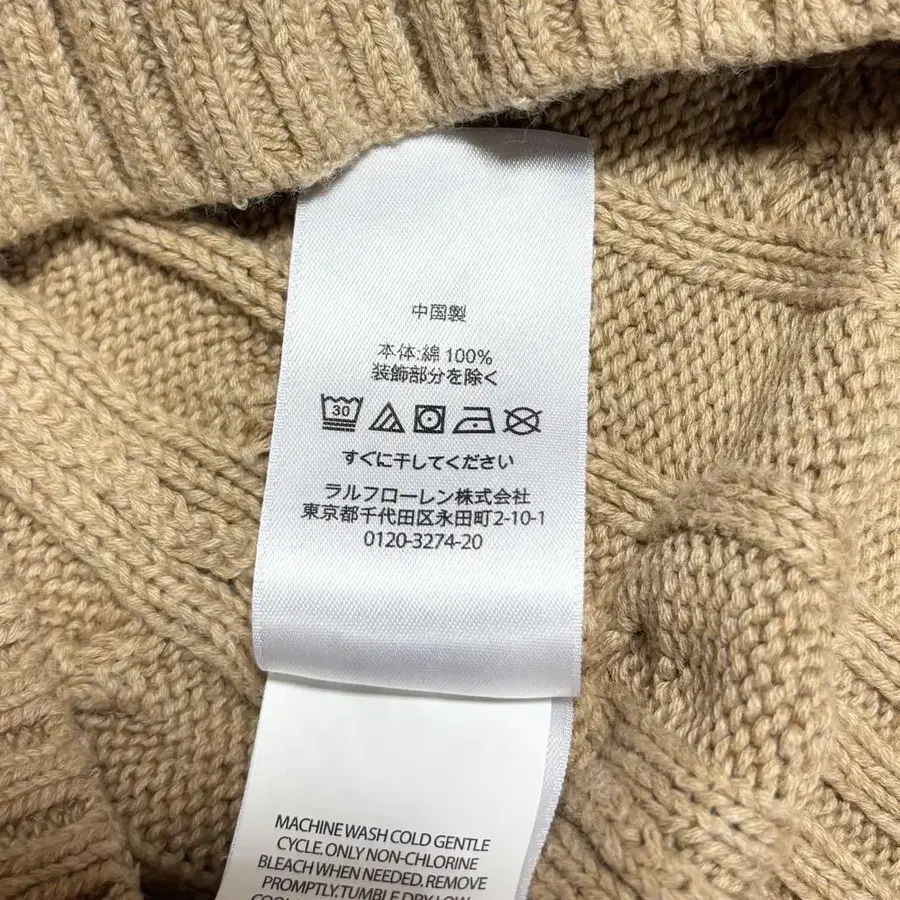 中国製
本体:綿 100%
装飾部分を除く
30
すぐに干してください
ラルフローレン株式会社
東京都千代田区永田町2-10-1
0120-3274-20
MACHINE WASH COLD GENTLE
CYCLE. ONLY NON-CHLORINE
BLEACH WHEN NEEDED. REMOVE
PROMPTLY. TUMBLE DRY LOW.